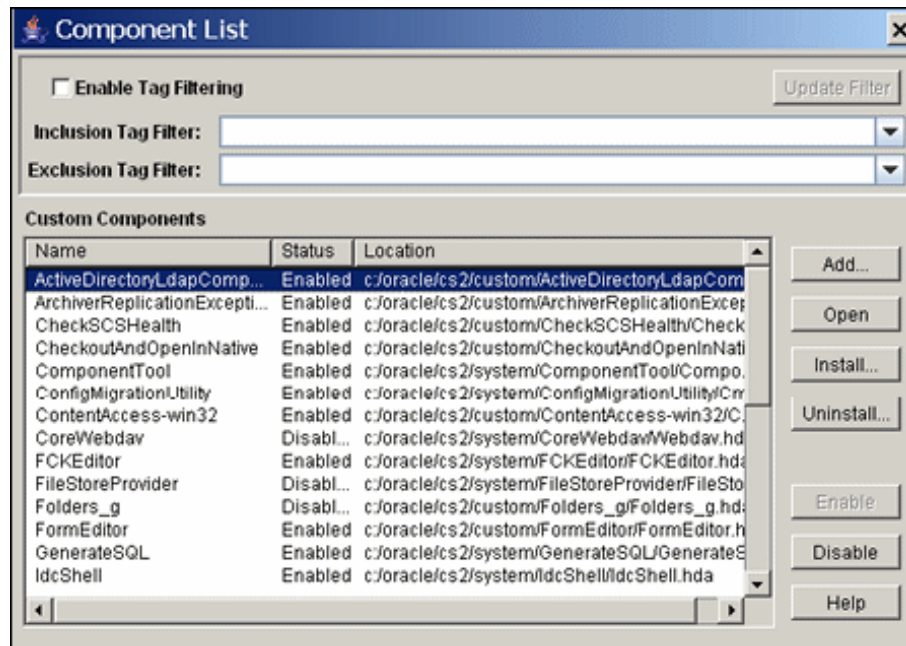 Component List
Enable Tag Filtering
Update Filter
Inclusion Tag Filter:
Exclusion Tag Filter:
Custom Components
Name Status Location
ActiveDirectoryLdapComp... Enabled c:/oracle/cs2/custom/ActiveDirectoryLdapCom
ArchiverReplicationExcepti... Enabled c:/oracle/cs2/custom/ArchiverReplicationExcep
CheckSCSHealth Enabled c:/oracle/cs2/custom/CheckSCSHealth/Check
CheckoutAndOpenInNative Enabled c:/oracle/cs2/custom/CheckoutAndOpenInNati
ComponentTool Enabled c:/oracle/cs2/system/ComponentTool/Compo.
ConfigMigrationUtility Enabled c:/oracle/cs2/system/ConfigMigrationUtility/Cm
ContentAccess-win32 Enabled c:/oracle/cs2/custom/ContentAccess-win32/C.
CoreWebdav Disabl... c:/oracle/cs2/system/CoreWebdav/Webdav.hd
FCKEditor Enabled c:/oracle/cs2/system/FCKEditor/FCKEditor.hda
FileStoreProvider Disabl... c:/oracle/cs2/system/FileStoreProvider/FileSto
Folders_g Disabl... c:/oracle/cs2/custom/Folders_g/Folders_g.hda
FormEditor Enabled c:/oracle/cs2/custom/FormEditor/FormEditor.h
GenerateSQL Enabled c:/oracle/cs2/system/GenerateSQL/GenerateS
IdcShell Enabled c:/oracle/cs2/system/IdcShell/IdcShell.hda
Add...
Open
Install...
Uninstall...
Enable
Disable
Help